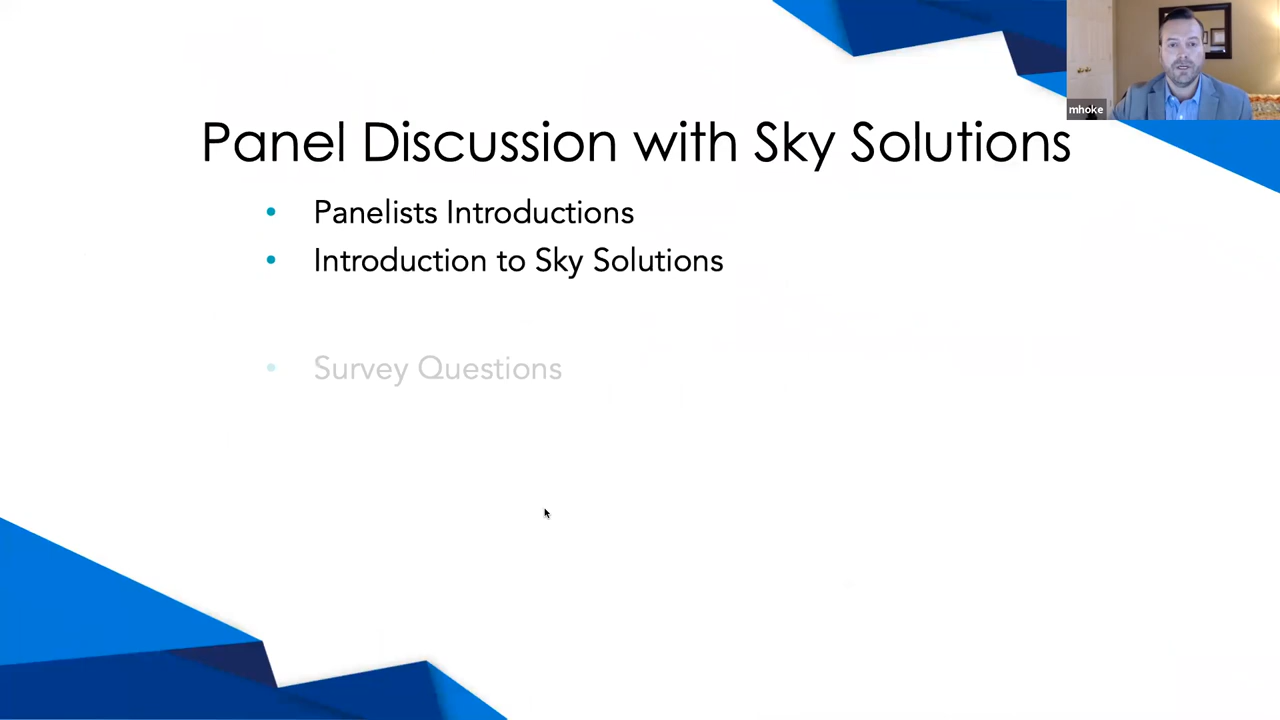 mhoke
Panel Discussion with Sky Solutions
• Panelists Introductions
• Introduction to Sky Solutions
• Survey Questions